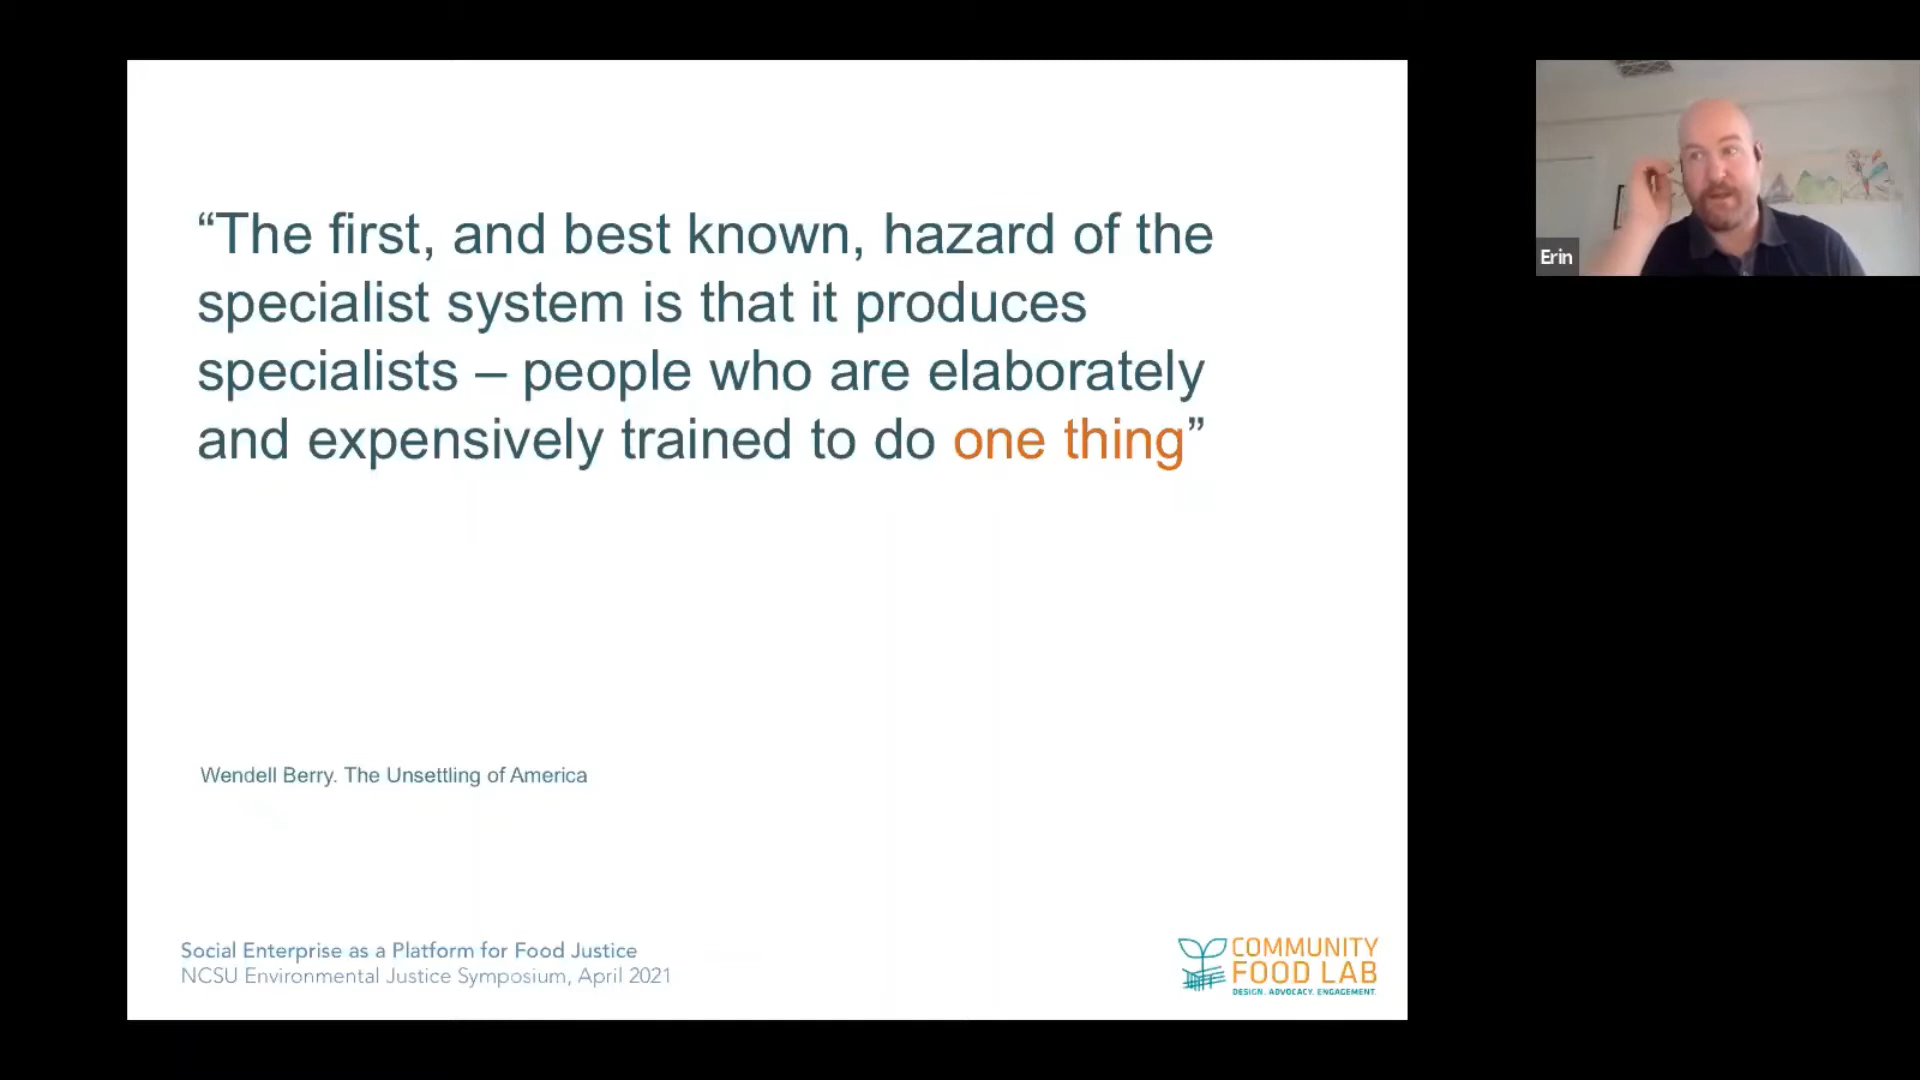 “The first, and best known, hazard of the
specialist system is that it produces
specialists – people who are elaborately
and expensively trained to do one thing”
Wendell Berry. The Unsettling of America
Social Enterprise as a Platform for Food Justice
NCSU Environmental Justice Symposium, April 2021
COMMUNITY
FOOD LAB
DESIGN. ADVOCACY. ENGAGEMENT.
Erin